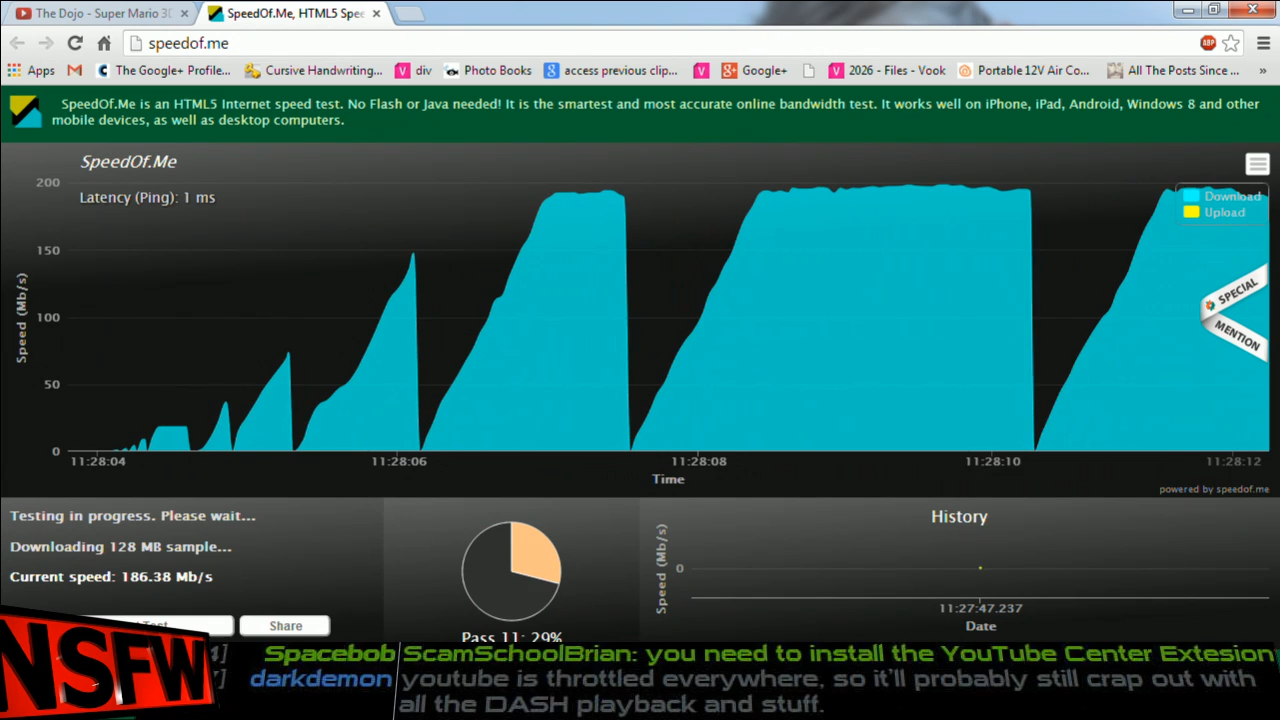 The Dojo - Super Mario 3D
SpeedOf.Me, HTML5 Spee
speedof.me
ABP
Apps
The Google+ Profile...
Cursive Handwriting...
div
Photo Books
access previous clip...
Google+
2026 - Files - Vook
Portable 12V Air Co...
All The Posts Since ...
»
SpeedOf.Me is an HTML5 Internet speed test. No Flash or Java needed! It is the smartest and most accurate online bandwidth test. It works well on iPhone, iPad, Android, Windows 8 and other
mobile devices, as well as desktop computers.
SpeedOf.Me
Latency (Ping): 1 ms
Download
Upload
200
150
100
50
0
Speed (Mb/s)
11:28:04
11:28:06
11:28:08
11:28:10
11:28:12
Time
SPECIAL
MENTION
powered by speedof.me
Testing in progress. Please wait...
Downloading 128 MB sample...
Current speed: 186.38 Mb/s
Share
Pass 11: 29%
History
Speed (Mb/s)
0
11:27:47.237
Date
NSFW
Spacebob ScamSchoolBrian: you need to install the YouTube Center Extesion
darkdemon youtube is throttled everywhere, so it'll probably still crap out with
all the DASH playback and stuff.